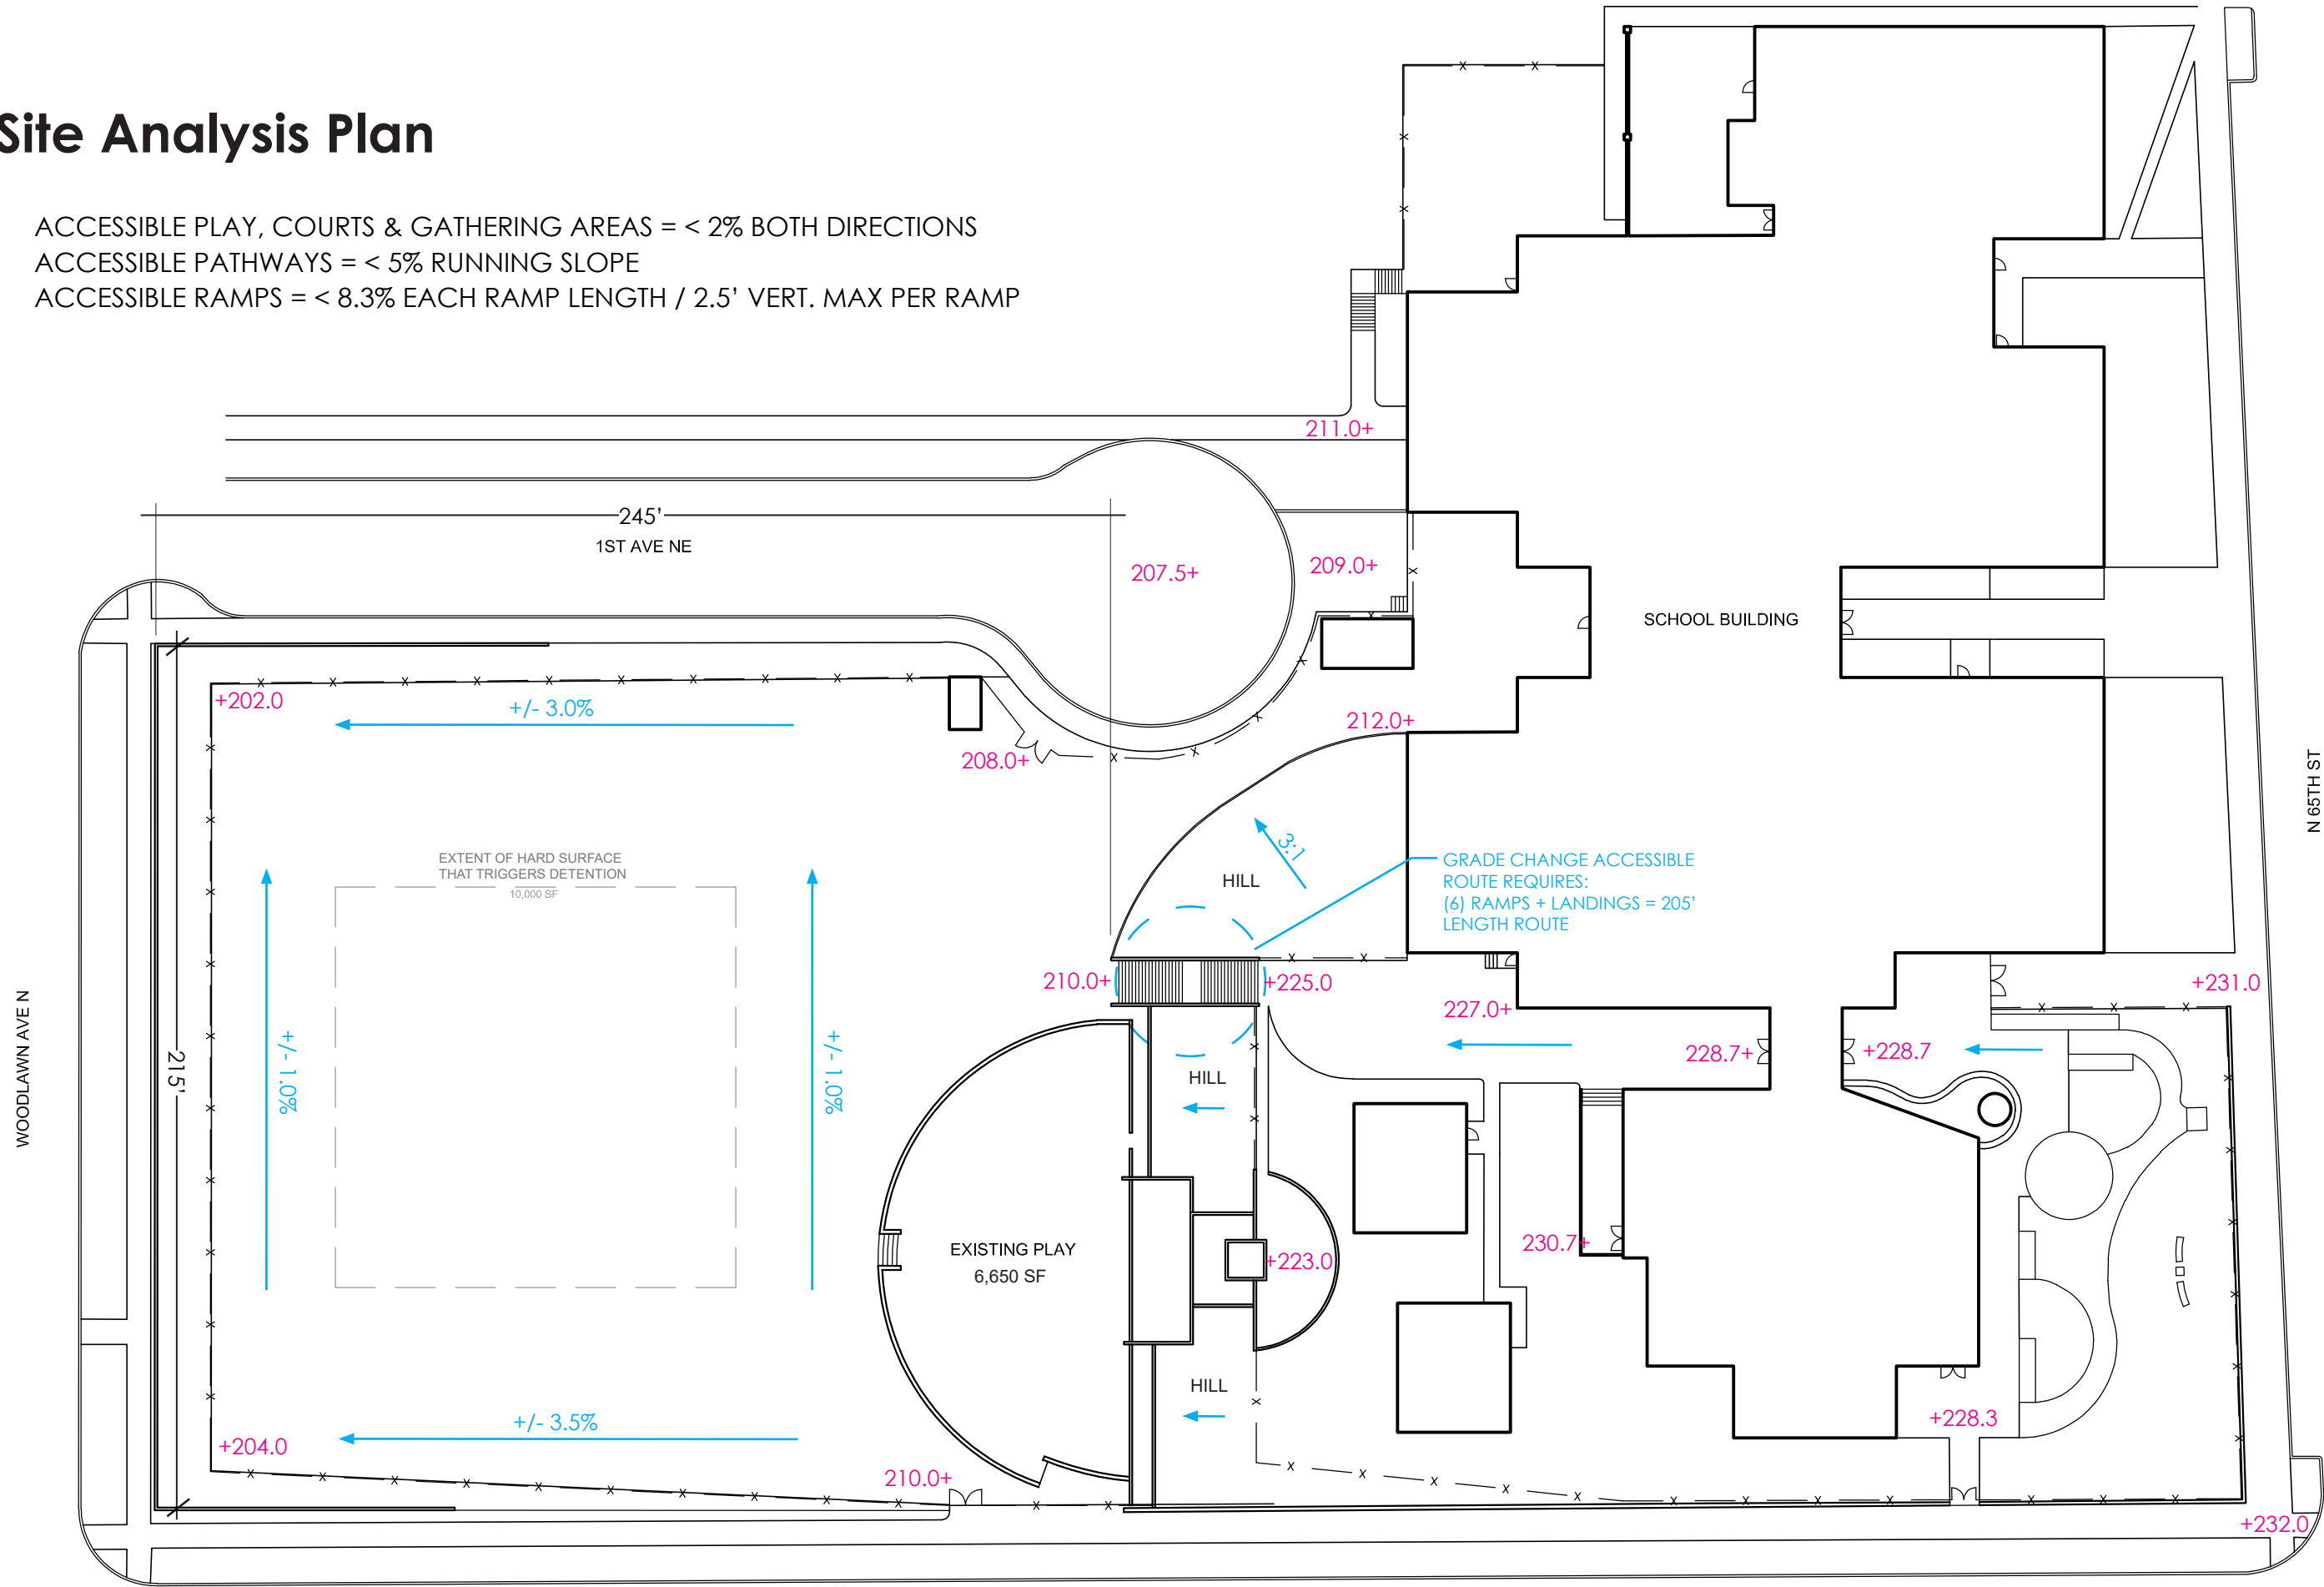 Site Analysis Plan
ACCESSIBLE PLAY, COURTS & GATHERING AREAS = < 2% BOTH DIRECTIONS
ACCESSIBLE PATHWAYS = < 5% RUNNING SLOPE
ACCESSIBLE RAMPS = < 8.3% EACH RAMP LENGTH / 2.5' VERT. MAX PER RAMP
211.0+
245'
1ST AVE NE
207.5+
209.0+
SCHOOL BUILDING
+202.0
+/- 3.0%
212.0+
208.0+
N 65TH ST
3:1
HILL
EXTENT OF HARD SURFACE
THAT TRIGGERS DETENTION
10,000 SF
GRADE CHANGE ACCESSIBLE
ROUTE REQUIRES:
(6) RAMPS + LANDINGS = 205'
LENGTH ROUTE
210.0+
+225.0
227.0+
+231.0
WOODLAWN AVE N
215'
+/- 1.0%
+/- 1.0%
228.7+
+228.7
HILL
EXISTING PLAY
6,650 SF
+223.0
230.7+
HILL
+/- 3.5%
+204.0
210.0+
+228.3
+232.0